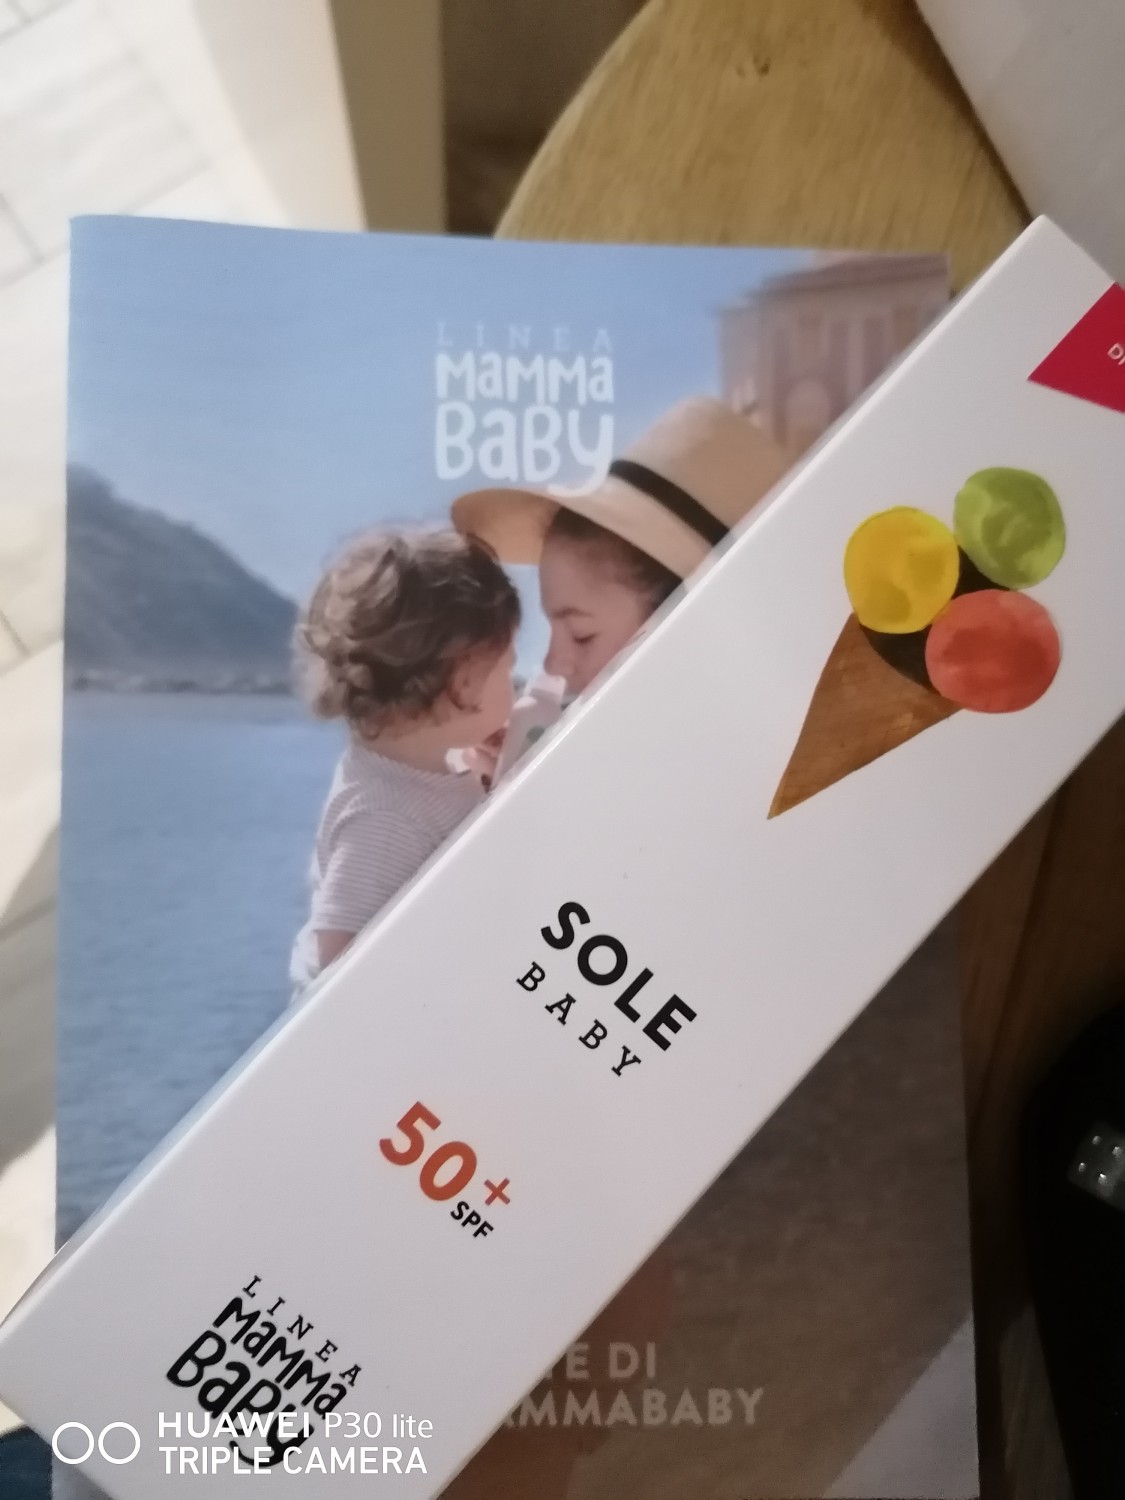 LINEA
MAMMA
BABY
SOLE
BABY
50+
SPF
LINEA
MAMMA
BABY
DI
MMABABY
HUAWEI P30 lite
TRIPLE CAMERA